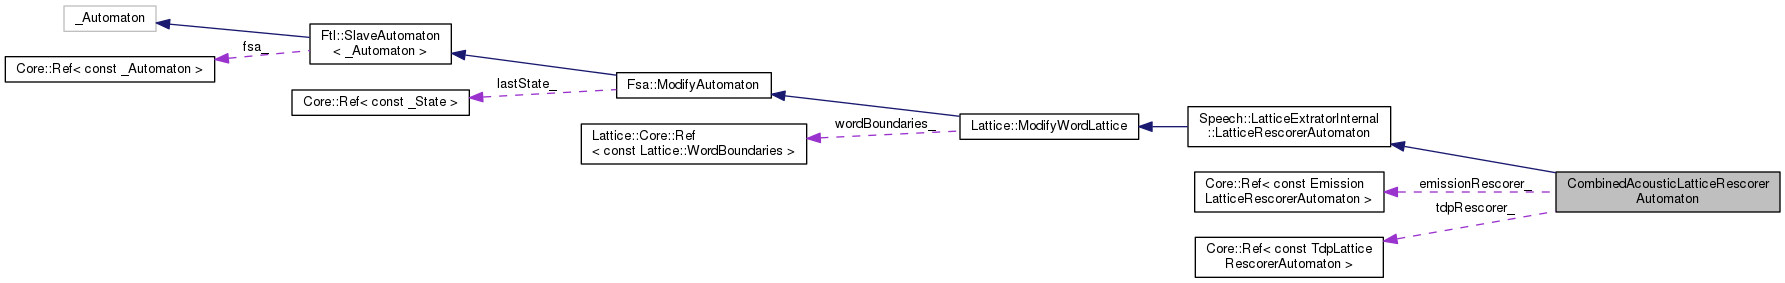 _Automaton
fsa_
Core::Ref< const _Automaton >
Ftl::SlaveAutomaton
< _Automaton >
lastState_
Core::Ref< const _State >
Fsa::ModifyAutomaton
wordBoundaries_
Lattice::Core::Ref
< const Lattice::WordBoundaries >
Lattice::ModifyWordLattice
Speech::LatticeExtratorInternal
::LatticeRescorerAutomaton
emissionRescorer_
Core::Ref< const Emission
LatticeRescorerAutomaton >
tdpRescorer_
Core::Ref< const TdpLattice
RescorerAutomaton >
CombinedAcousticLatticeRescorer
Automaton